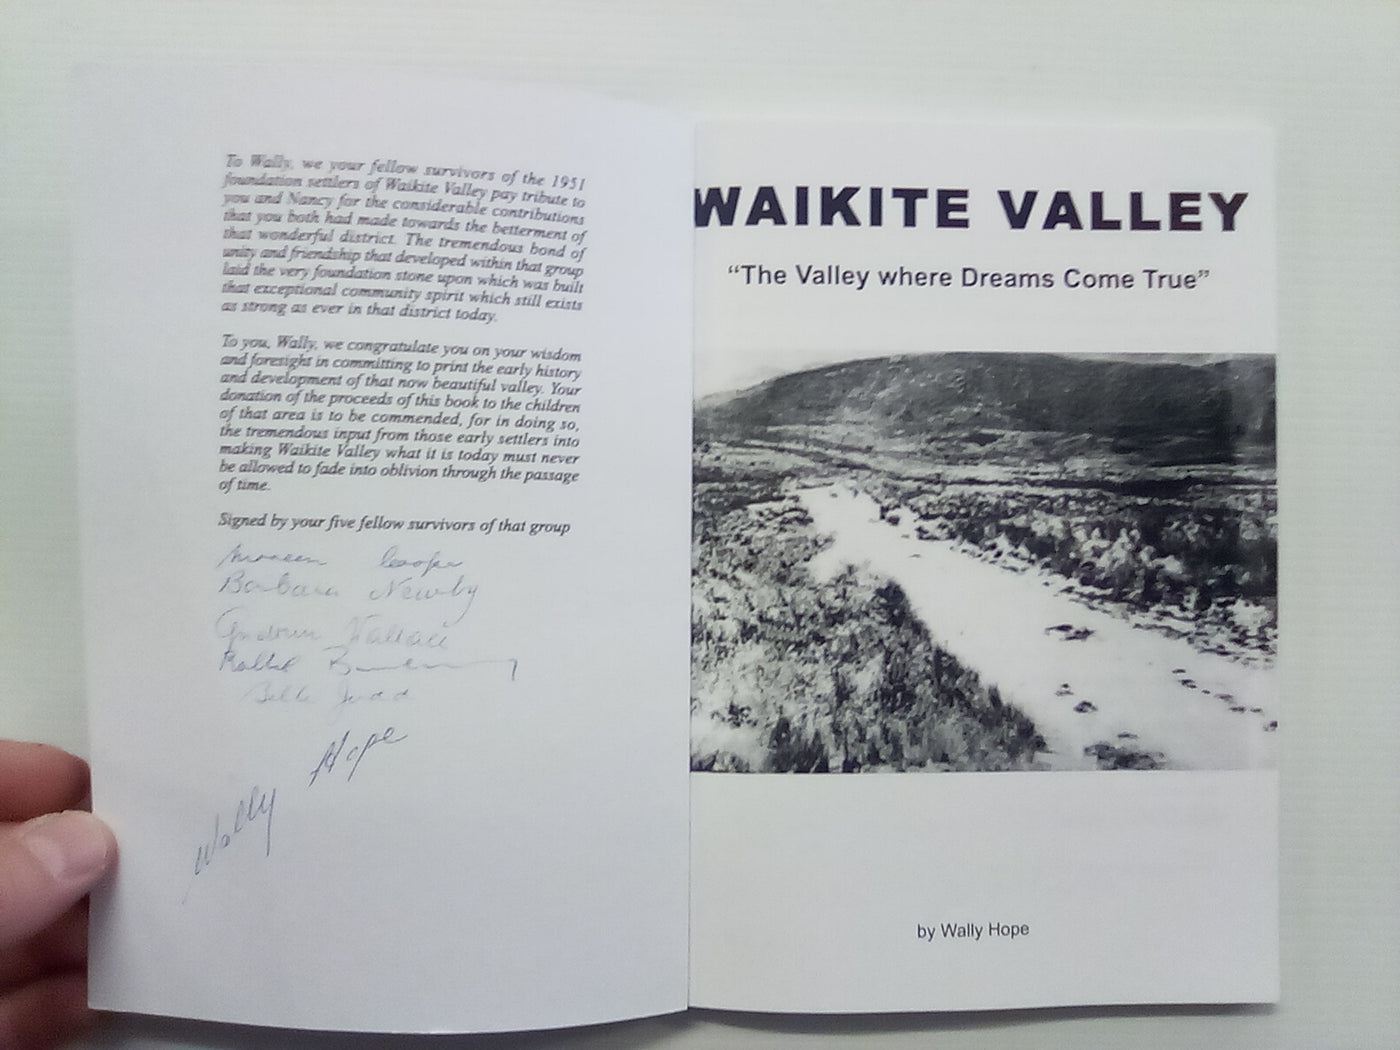 To Wally, we your fellow survivors of the 1951
foundation settlers of Waikite Valley pay tribute to
you and Nancy for the considerable contributions
that you both had made towards the betterment of
that wonderful district. The tremendous bond of
unity and friendship that developed within that group
laid the very foundation stone upon which was built
that exceptional community spirit which still exists
as strong as ever in that district today.
To you, Wally, we congratulate you on your wisdom
and foresight in committing to print the early history
and development of that now beautiful valley. Your
donation of the proceeds of this book to the children
of that area is to be commended, for in doing so,
the tremendous input from those early settlers into
making Waikite Valley what it is today must never
be allowed to fade into oblivion through the passage
of time.
Signed by your five fellow survivors of that group
Barbara Newby
Wallace
Judd
Wally Hope
WAIKITE VALLEY
“The Valley where Dreams Come True”
by Wally Hope